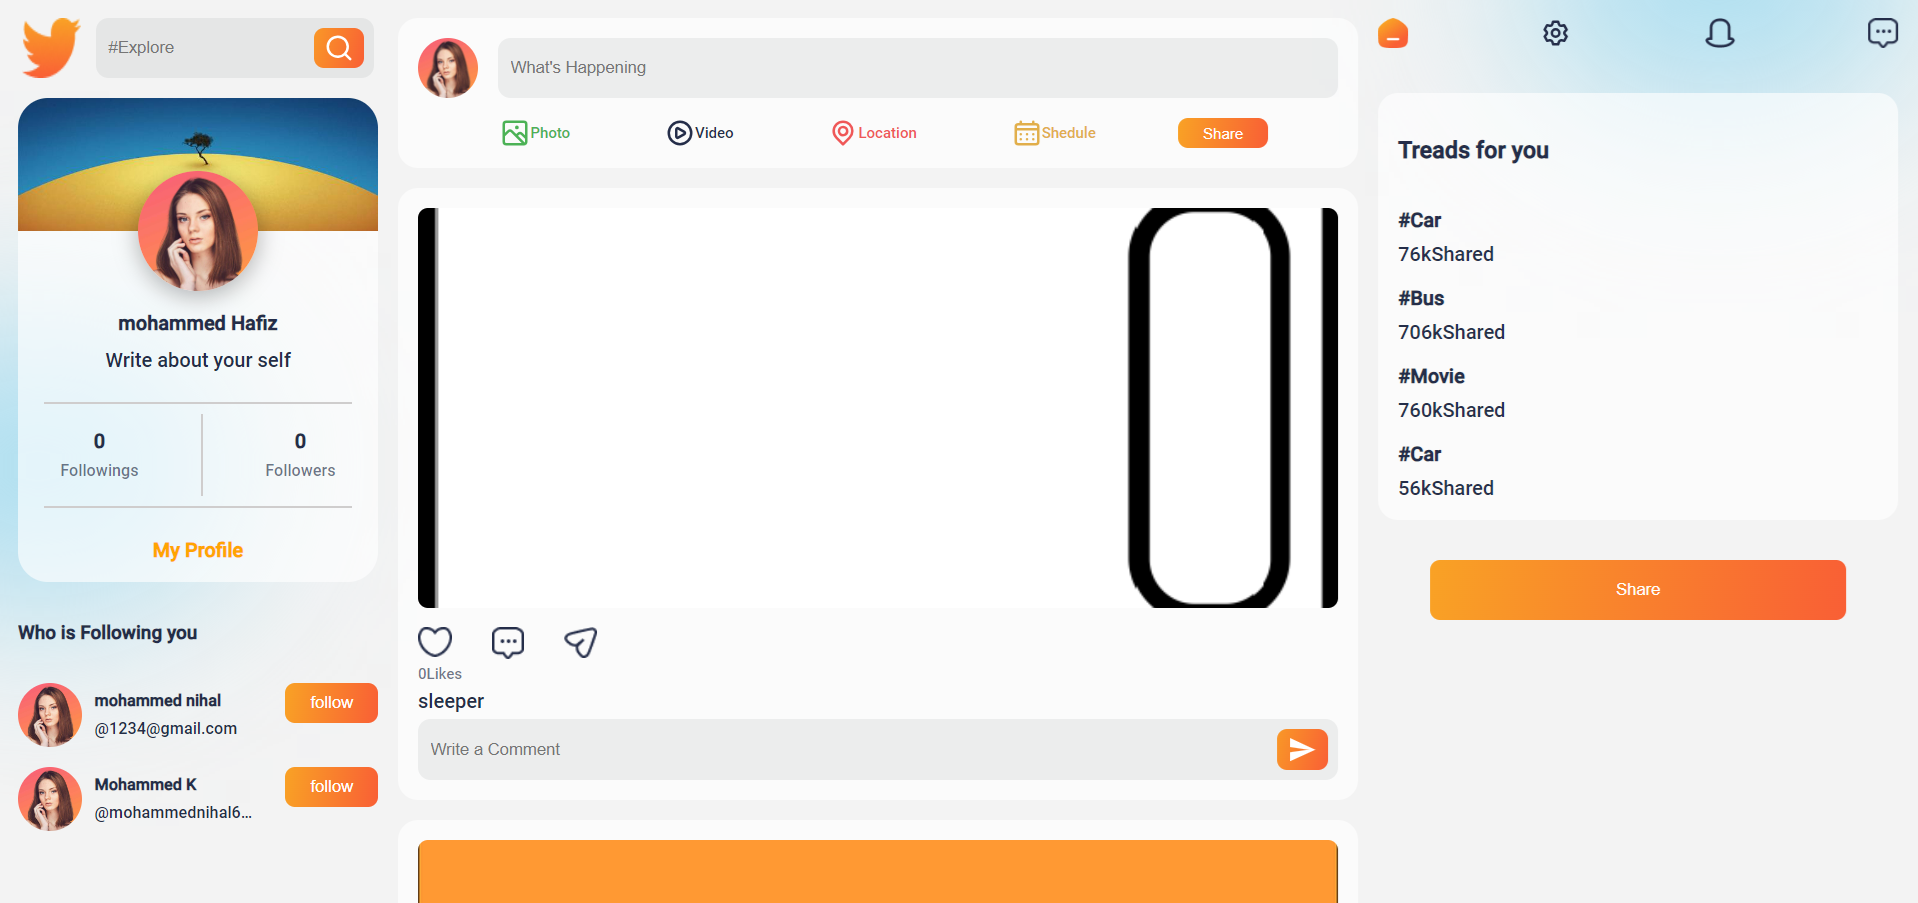 #Explore
mohammed Hafiz
Write about your self
0
Followings
0
Followers
My Profile
Who is Following you
mohammed nihal
@1234@gmail.com
follow
Mohammed K
@mohammednihal6...
follow
What's Happening
Photo
Video
Location
Shedule
Share
0Likes
sleeper
Write a Comment
Treads for you
#Car
76kShared
#Bus
706kShared
#Movie
760kShared
#Car
56kShared
Share